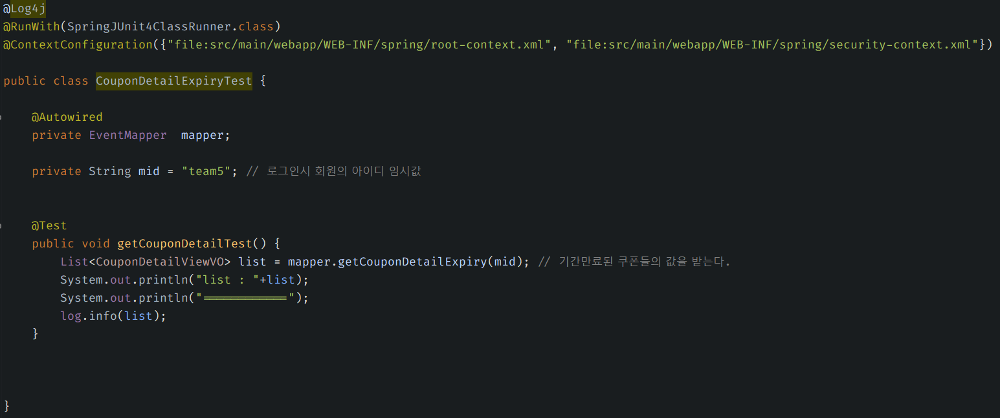 @Log4j
@RunWith(SpringJUnit4ClassRunner.class)
@ContextConfiguration({"file:src/main/webapp/WEB-INF/spring/root-context.xml", "file:src/main/webapp/WEB-INF/spring/security-context.xml"})
public class CouponDetailExpiryTest {
@Autowired
private EventMapper  mapper;
private String mid = "team5"; // 로그인시 회원의 아이디 임시값
@Test
public void getCouponDetailTest() {
List<CouponDetailViewVO> list = mapper.getCouponDetailExpiry(mid); // 기간만료된 쿠폰들의 값을 받는다.
System.out.println("list : "+list);
System.out.println("============");
log.info(list);
}
}